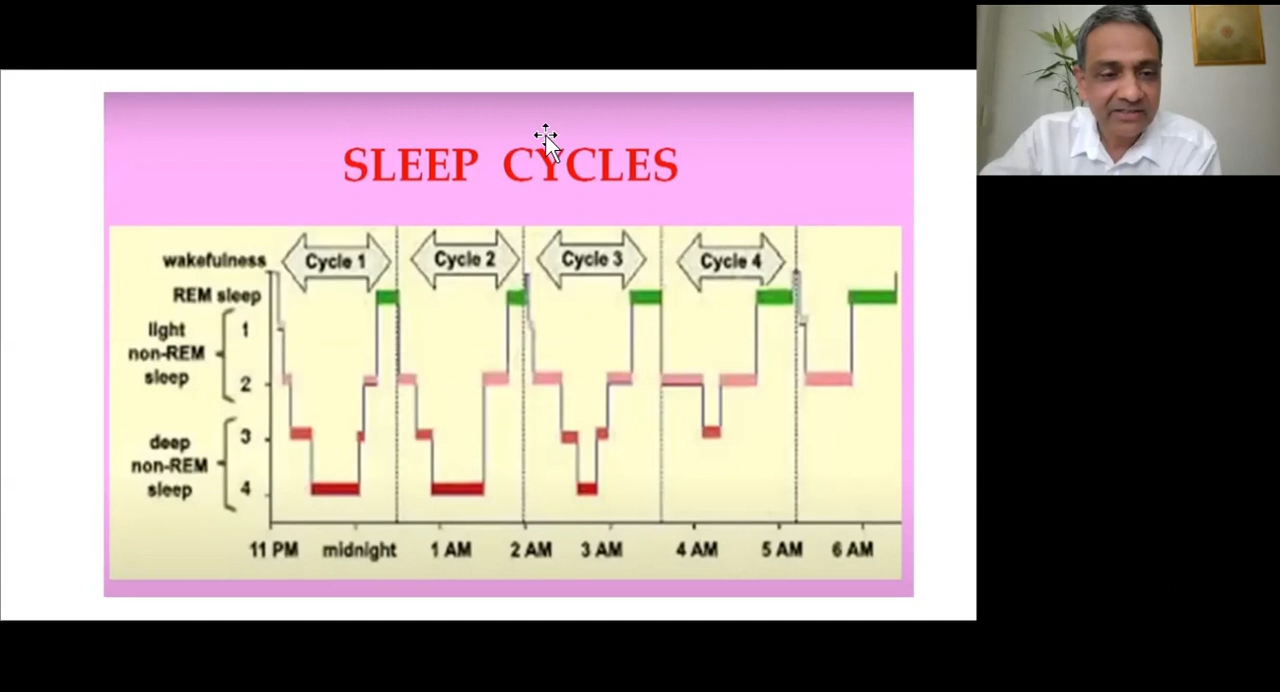 SLEEP CYCLES
wakefulness
Cycle 1
Cycle 2
Cycle 3
Cycle 4
REM sleep
light
non-REM
sleep
1
2
deep
non-REM
sleep
3
4
11 PM midnight 1 AM 2 AM 3 AM 4 AM 5 AM 6 AM